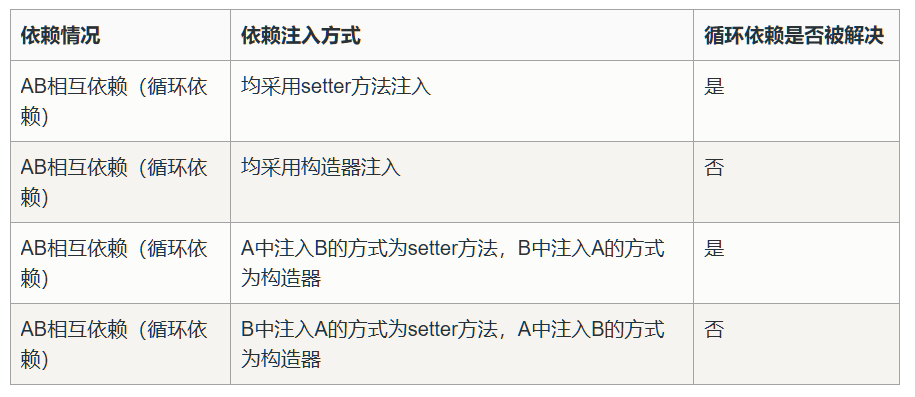 依赖情况 依赖注入方式 循环依赖是否被解决
AB相互依赖（循环依 均采用setter方法注入 是
赖）
AB相互依赖（循环依 均采用构造器注入 否
赖）
AB相互依赖（循环依 A中注入B的方式为setter方法，B中注入A的方式 是
赖） 为构造器
AB相互依赖（循环依 B中注入A的方式为setter方法，A中注入B的方式 否
赖） 为构造器